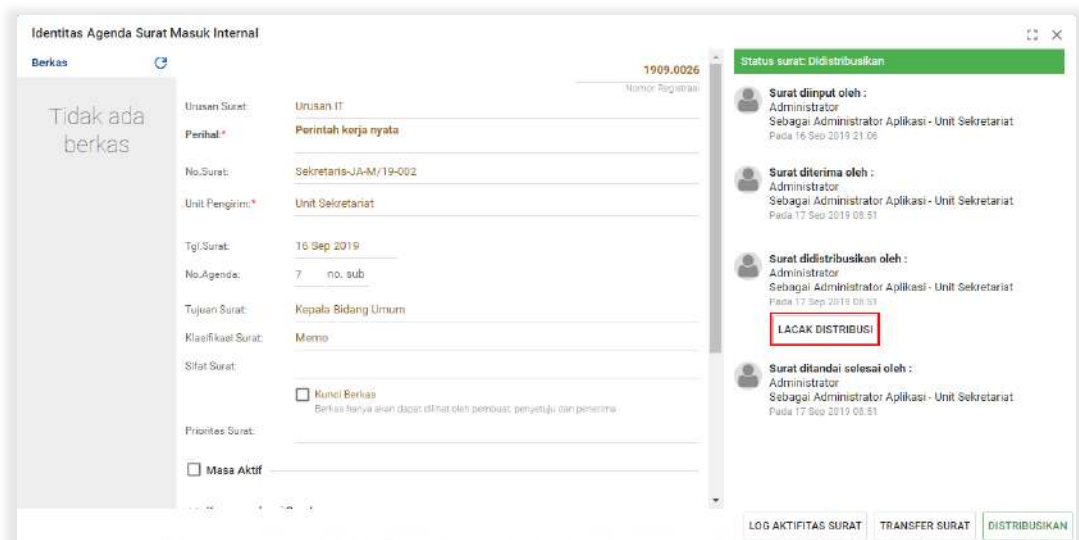 Identitas Agenda Surat Masuk Internal
Berkas
Tidak ada
berkas
1909.0026
Nomor Registrasi
Urusan Surat:
Urusan IT
Perihal:*
Perintah kerja nyata
No.Surat:
Sekretaris-JA-M/19-002
Unit Pengirim:*
Unit Sekretariat
Tgl.Surat:
16 Sep 2019
No.Agenda:
7 no. sub
Tujuan Surat:
Kepala Bidang Umum
Klasifikasi Surat:
Memo
Sifat Surat:
Kunci Berkas
Berkas hanya akan dapat dilihat oleh pembuat, penyetuju dan penerima
Prioritas Surat:
Masa Aktif
Status surat: Didistribusikan
Surat diinput oleh :
Administrator
Sebagai Administrator Aplikasi - Unit Sekretariat
Pada 16 Sep 2019 21.06
Surat diterima oleh :
Administrator
Sebagai Administrator Aplikasi - Unit Sekretariat
Pada 17 Sep 2019 08.51
Surat didistribusikan oleh :
Administrator
Sebagai Administrator Aplikasi - Unit Sekretariat
Pada 17 Sep 2019 08.51
LACAK DISTRIBUSI
Surat ditandai selesai oleh :
Administrator
Sebagai Administrator Aplikasi - Unit Sekretariat
Pada 17 Sep 2019 08.51
LOG AKTIFITAS SURAT
TRANSFER SURAT
DISTRIBUSIKAN